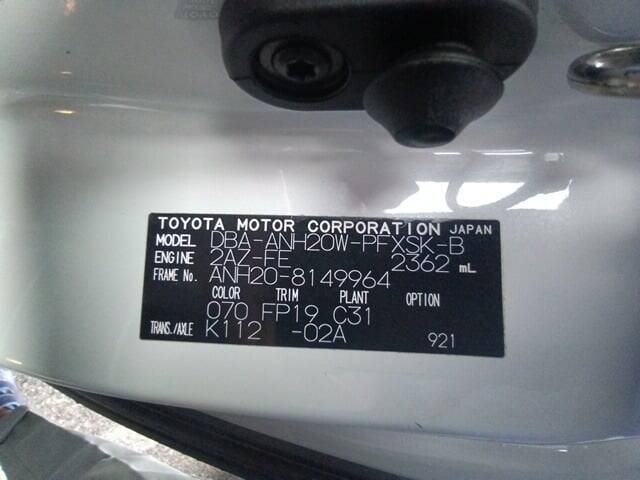 TOYOTA MOTOR CORPORATION JAPAN
MODEL DBA-ANH20W-PFXSK-B
ENGINE 2AZ-FE 2362 mL
FRAME No. ANH20-8149964
COLOR TRIM PLANT OPTION
070 FP19 C31
TRANS./AXLE K112 -02A 921